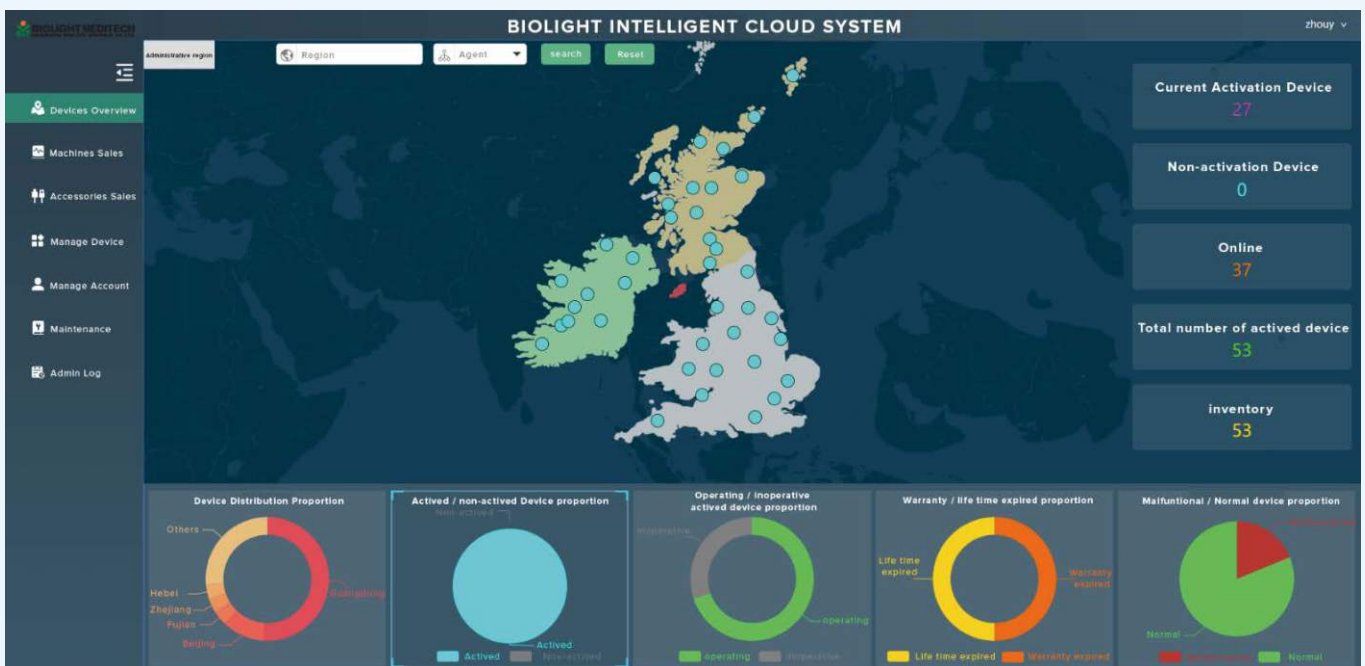 BIOLIGHT MEDITECH
BIOLIGHT INTELLIGENT CLOUD SYSTEM
zhouy
Administrative region
Region
Agent
search
Reset
Devices Overview
Machines Sales
Accessories Sales
Manage Device
Manage Account
Maintenance
Admin Log
Current Activation Device
27
Non-activation Device
0
Online
37
Total number of actived device
53
inventory
53
Device Distribution Proportion
Others
Hebei
Zhejiang
Fujian
Beijing
Guangdong
Actived / non-actived Device proportion
Non-actived
Actived
Actived
Non-actived
Operating / Inoperative
actived device proportion
inoperative
operating
operating
inoperative
Warranty / life time expired proportion
Life time
expired
Warranty
expired
Life time expired
Warranty expired
Malfuntional / Normal device proportion
Normal
Normal